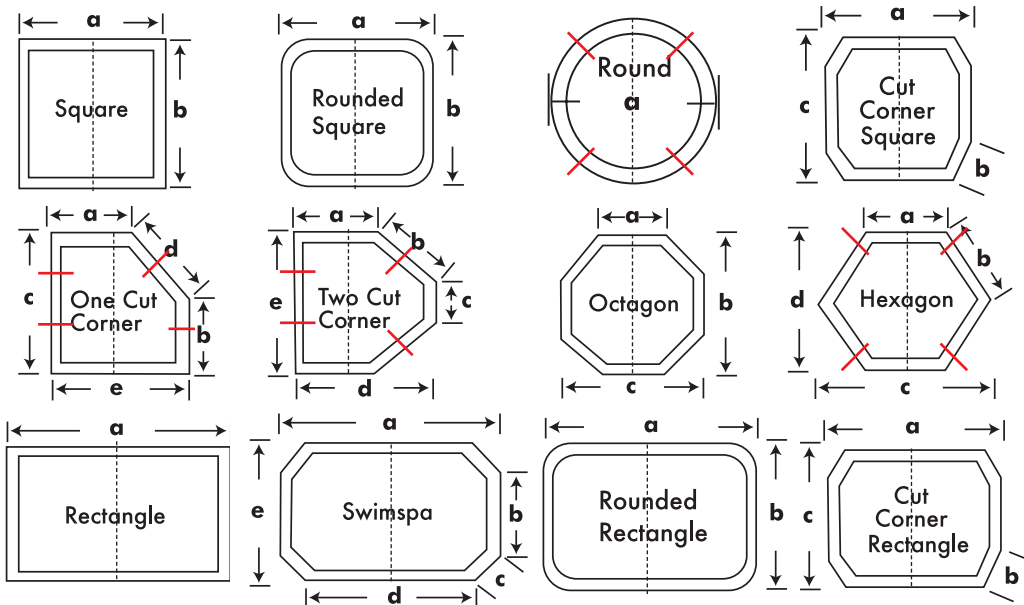 a
b
Square
a
b
Rounded
Square
Round
a
a
c
Cut
Corner
Square
b
a
d
c
One Cut
Corner
b
e
a
b
e
Two Cut
Corner
c
d
a
Octagon
b
c
a
b
d
Hexagon
c
a
Rectangle
a
e
Swimspa
b
c
d
a
Rounded
Rectangle
b
a
c
Cut
Corner
Rectangle
b